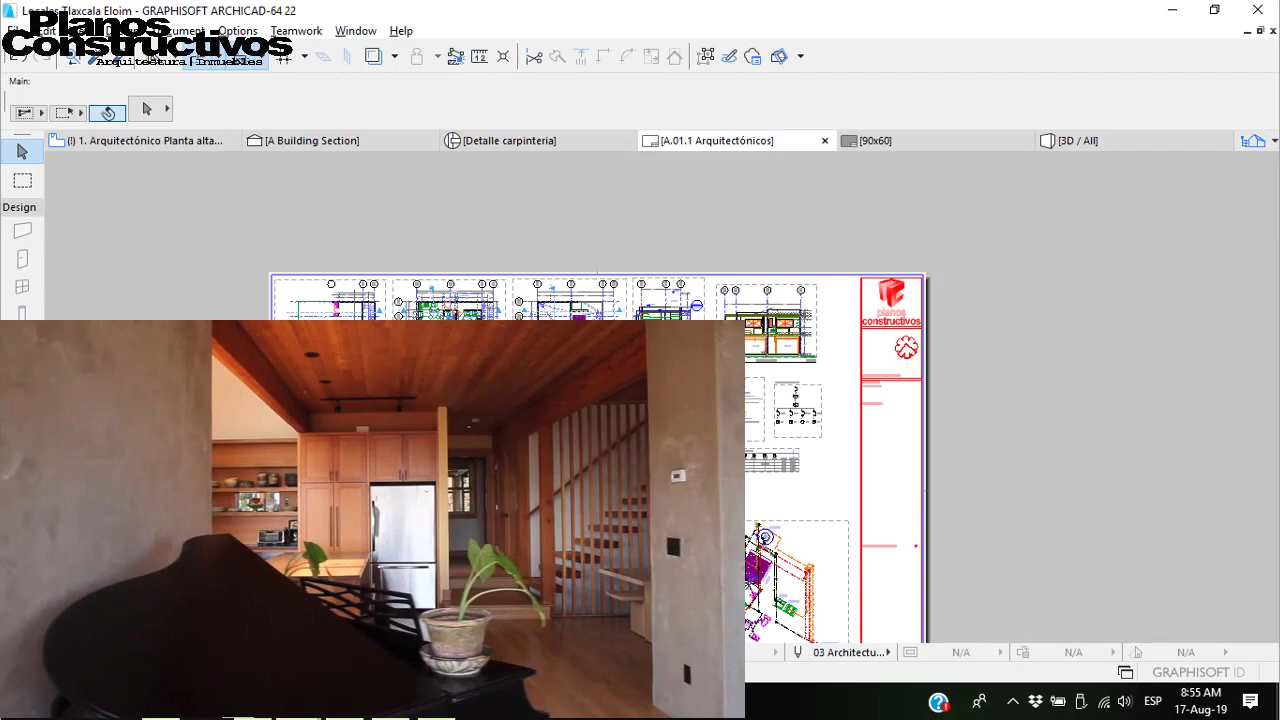 Locales Tlaxcala Eloim - GRAPHISOFT ARCHICAD-64 22
Planos
Constructivos
Arquitectura|Inmuebles
Options Teamwork Window Help
Main:
(!) 1. Arquitectónico Planta alta... [A Building Section] [Detalle carpinteria] [A.01.1 Arquitectónicos] [90x60] [3D / All]
Design
planos
constructivos
03 Architectu... N/A N/A N/A
GRAPHISOFT ID
ESP
8:55 AM
17-Aug-19